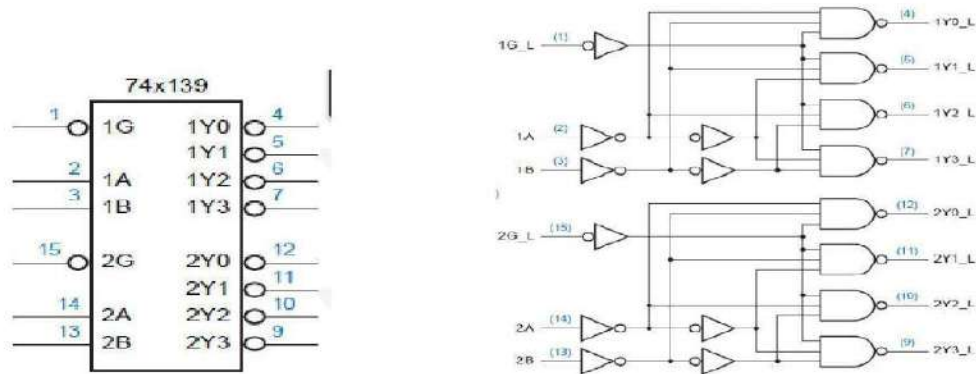 74x139
1 1G 1Y0 4
1Y1 5
2 1A 1Y2 6
3 1B 1Y3 7
15 2G 2Y0 12
2Y1 11
14 2A 2Y2 10
13 2B 2Y3 9
(4) 1Y0_L
1G_L (1)
(5) 1Y1_L
(6) 1Y2_L
1A (2)
1B (3)
(7) 1Y3_L
)
(12) 2Y0_L
2G_L (15)
(11) 2Y1_L
(10) 2Y2_L
2A (14)
2B (13)
(9) 2Y3_L